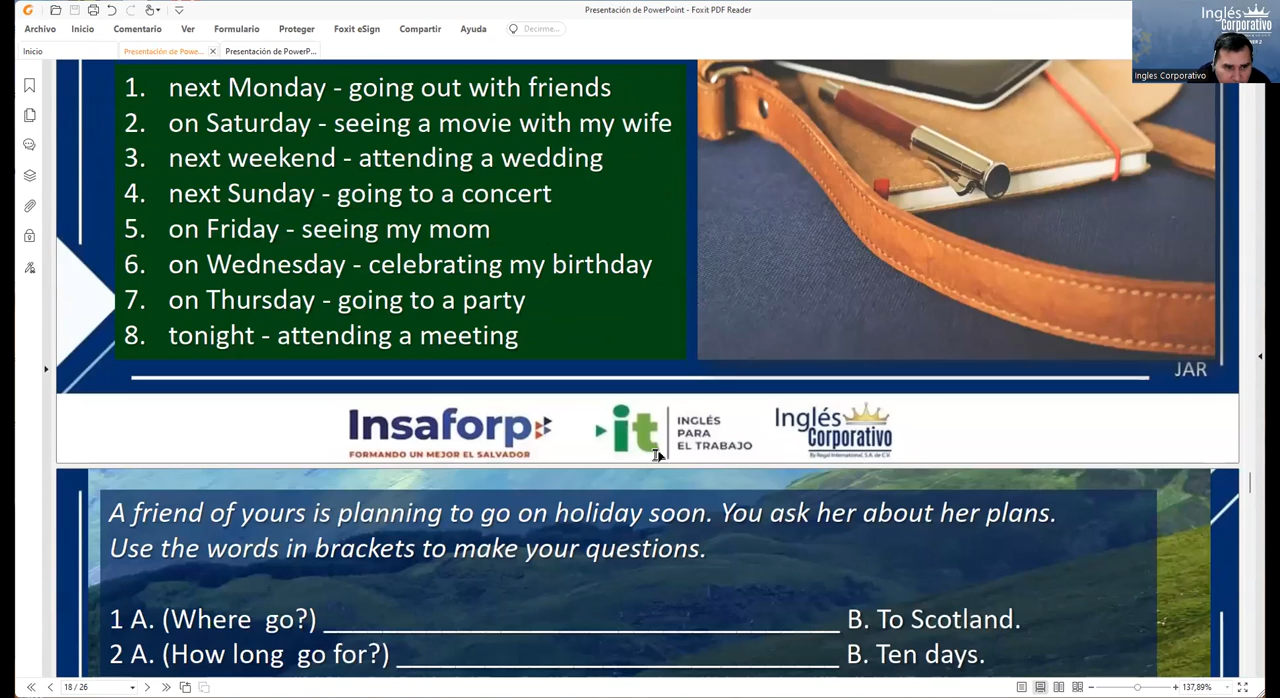 Presentación de PowerPoint - Foxit PDF Reader
Archivo Inicio Comentario Ver Formulario Proteger Foxit eSign Compartir Ayuda Decirme...
Inicio Presentación de Powe... Presentación de PowerP...
Inglés
Corporativo
Ingles Corporativo
1. next Monday - going out with friends
2. on Saturday - seeing a movie with my wife
3. next weekend - attending a wedding
4. next Sunday - going to a concert
5. on Friday - seeing my mom
6. on Wednesday - celebrating my birthday
7. on Thursday - going to a party
8. tonight - attending a meeting
JAR
Insaforp
FORMANDO UN MEJOR EL SALVADOR
it
INGLÉS
PARA
EL TRABAJO
Inglés
Corporativo
By Regal International, S.A. de C.V.
A friend of yours is planning to go on holiday soon. You ask her about her plans.
Use the words in brackets to make your questions.
1 A. (Where go?) ________________________________ B. To Scotland.
2 A. (How long go for?) ___________________________ B. Ten days.
18 / 26
137,89%